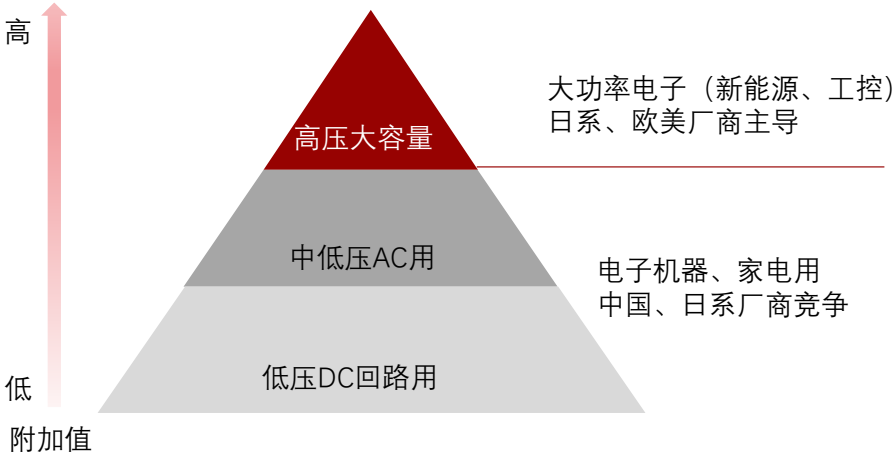 高
大功率电子（新能源、工控）
日系、欧美厂商主导
高压大容量
中低压AC用
电子机器、家电用
中国、日系厂商竞争
低压DC回路用
低
附加值